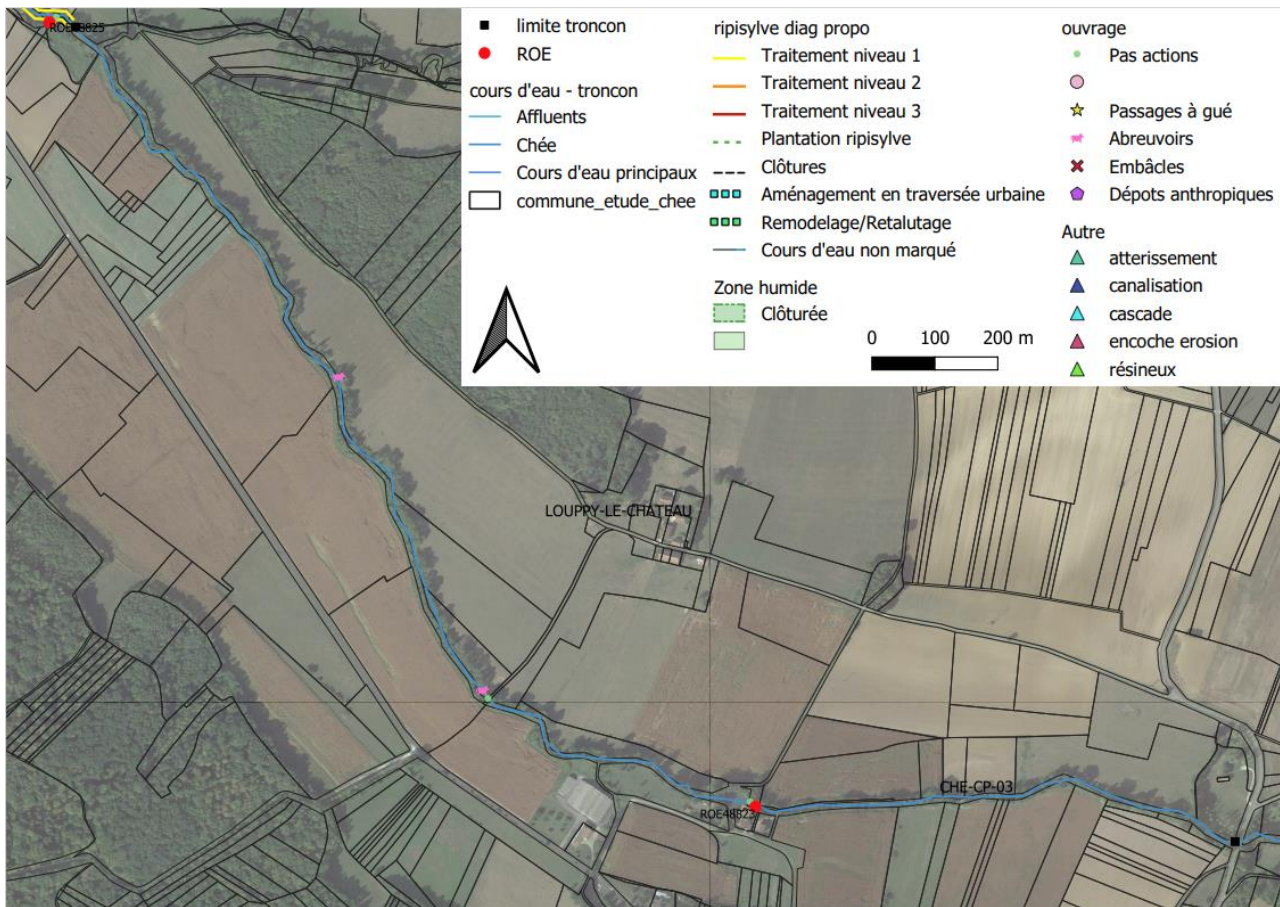 limite troncon
ROE
cours d'eau - troncon
Affluents
Chée
Cours d'eau principaux
commune_etude_chee
ripisylve diag propo
Traitement niveau 1
Traitement niveau 2
Traitement niveau 3
Plantation ripisylve
Clôtures
Aménagement en traversée urbaine
Remodelage/Retalutage
Cours d'eau non marqué
Zone humide
Clôturée
0 100 200 m
ouvrage
Pas actions
Passages à gué
Abreuvoirs
Embâcles
Dépots anthropiques
Autre
atterissement
canalisation
cascade
encoche erosion
résineux
LOUPPY-LE-CHATEAU
CHE-CP-03
ROE48823